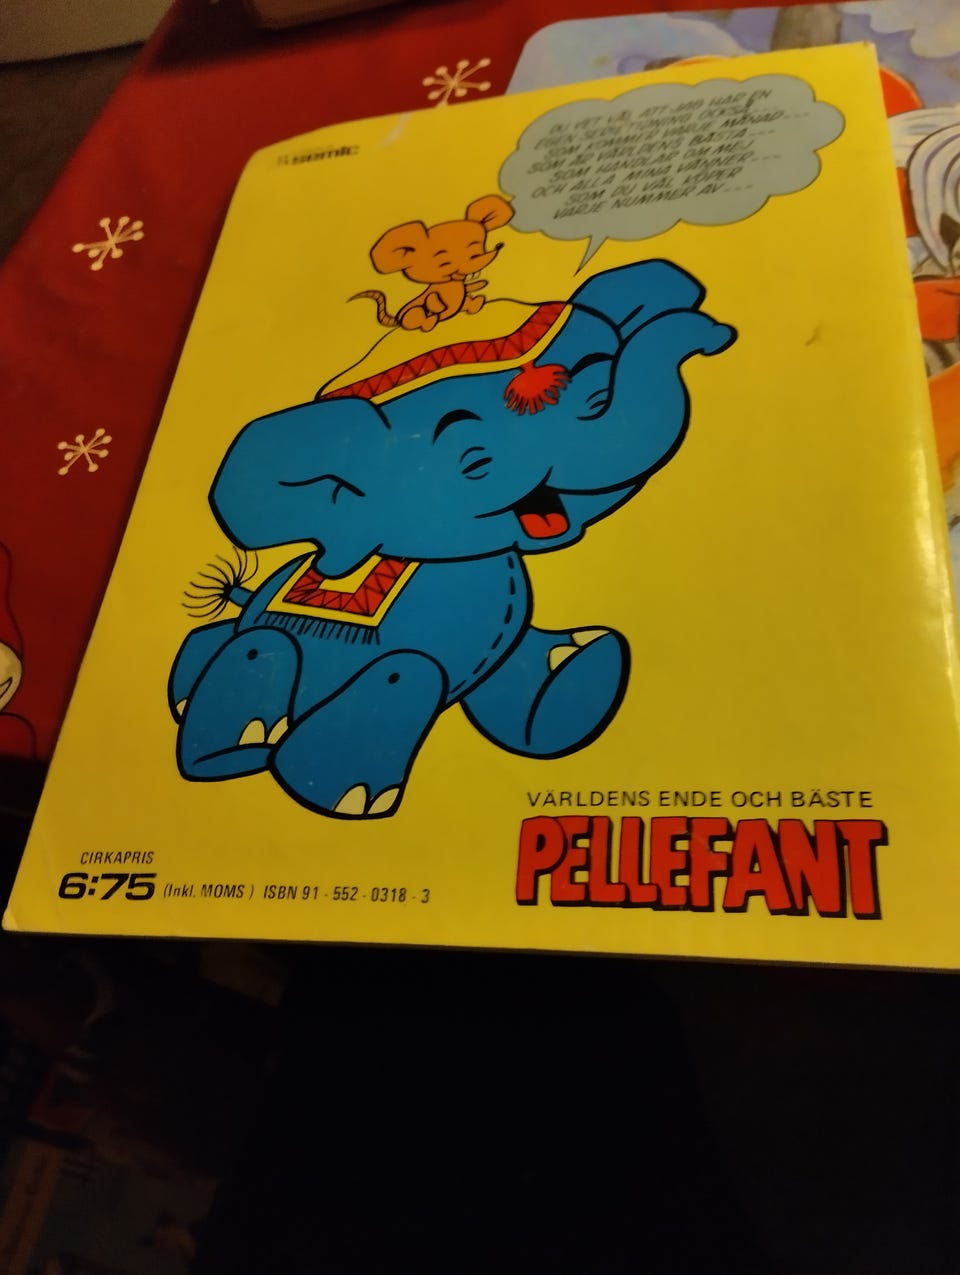 semic
DU VET VÄL ATT JAG HAR EN
EGEN SERIETIDNING OCKSÅ---
SOM KOMMER VARJE MÅNAD---
SOM ÄR VÄRLDENS BÄSTA---
SOM HANDLAR OM MEJ
OCH ALLA MINA VÄNNER---
SOM DU VÄL KÖPER
VARJE NUMMER AV---
VÄRLDENS ENDE OCH BÄSTE
PELLEFANT
CIRKAPRIS
6:75 (Inkl. MOMS) ISBN 91-552-0318-3